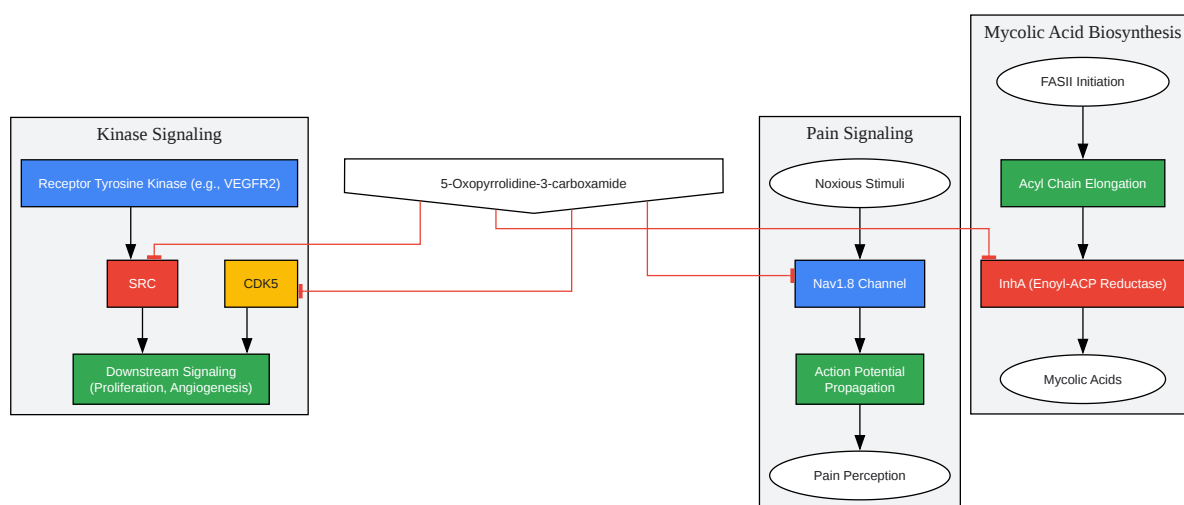 Kinase Signaling
Receptor Tyrosine Kinase (e.g., VEGFR2)
SRC
CDK5
Downstream Signaling
(Proliferation, Angiogenesis)
5-Oxopyrrolidine-3-carboxamide
Pain Signaling
Noxious Stimuli
Nav1.8 Channel
Action Potential
Propagation
Pain Perception
Mycolic Acid Biosynthesis
FASII Initiation
Acyl Chain Elongation
InhA (Enoyl-ACP Reductase)
Mycolic Acids